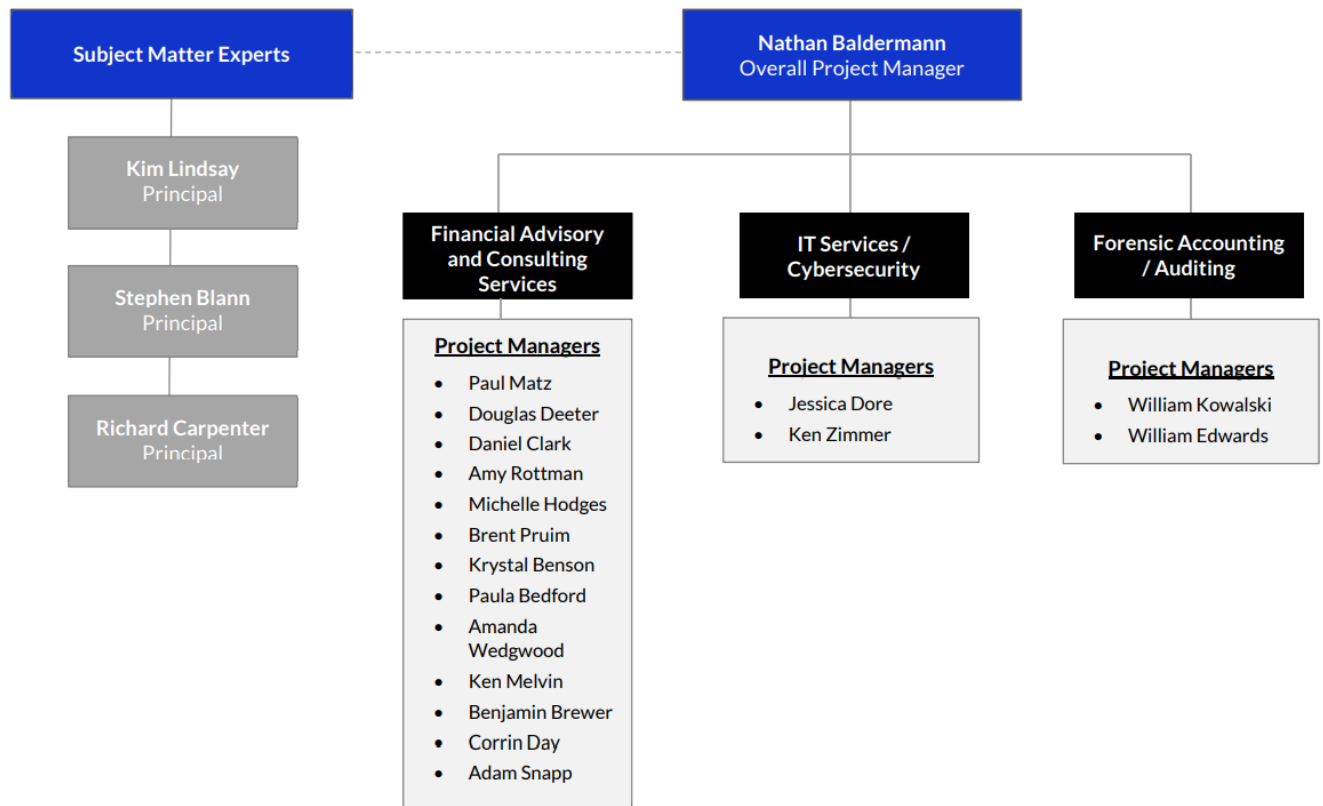 Subject Matter Experts
Nathan Baldermann
Overall Project Manager
Kim Lindsay
Principal
Stephen Blann
Principal
Richard Carpenter
Principal
Financial Advisory
and Consulting
Services
Project Managers
• Paul Matz
• Douglas Deeter
• Daniel Clark
• Amy Rottman
• Michelle Hodges
• Brent Pruim
• Krystal Benson
• Paula Bedford
• Amanda
Wedgwood
• Ken Melvin
• Benjamin Brewer
• Corrin Day
• Adam Snapp
IT Services /
Cybersecurity
Project Managers
• Jessica Dore
• Ken Zimmer
Forensic Accounting
/ Auditing
Project Managers
• William Kowalski
• William Edwards